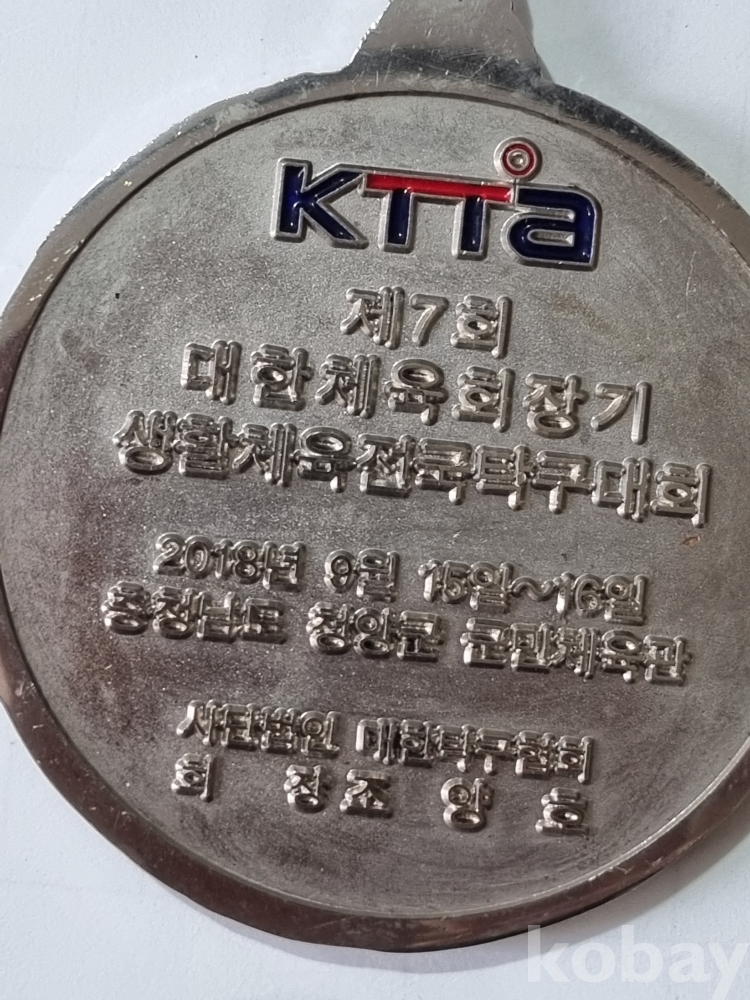 KTTa
제7회
대한체육회장기
생활체육전국탁구대회
2018년 9월 15일~16일
충청남도 청양군 군민체육관
사단법인 대한탁구협회
회 장 조 양 호
kobay